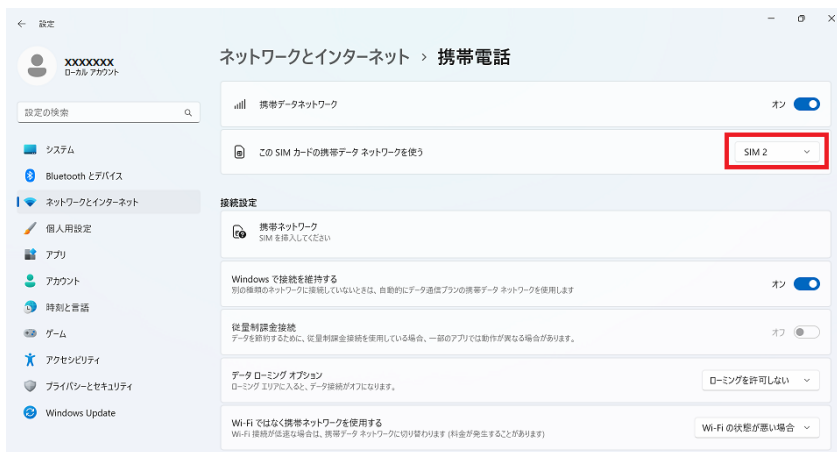 ← 設定
XXXXXXX
ローカル アカウント
設定の検索
システム
Bluetooth とデバイス
ネットワークとインターネット
個人用設定
アプリ
アカウント
時刻と言語
ゲーム
アクセシビリティ
プライバシーとセキュリティ
Windows Update
ネットワークとインターネット › 携帯電話
携帯データネットワーク
オン
この SIM カードの携帯データ ネットワークを使う
SIM 2
接続設定
携帯ネットワーク
SIM を挿入してください
Windows で接続を維持する
別の種類のネットワークに接続していないときは、自動的にデータ通信プランの携帯データ ネットワークを使用します
オン
従量制課金接続
データを節約するために、従量制課金接続を使用している場合、一部のアプリでは動作が異なる場合があります。
オフ
データ ローミング オプション
ローミング エリアに入ると、データ接続がオフになります。
ローミングを許可しない
Wi-Fi ではなく携帯ネットワークを使用する
Wi-Fi 接続が低速な場合は、携帯データ ネットワークに切り替わります (料金が発生することがあります)
Wi-Fi の状態が悪い場合